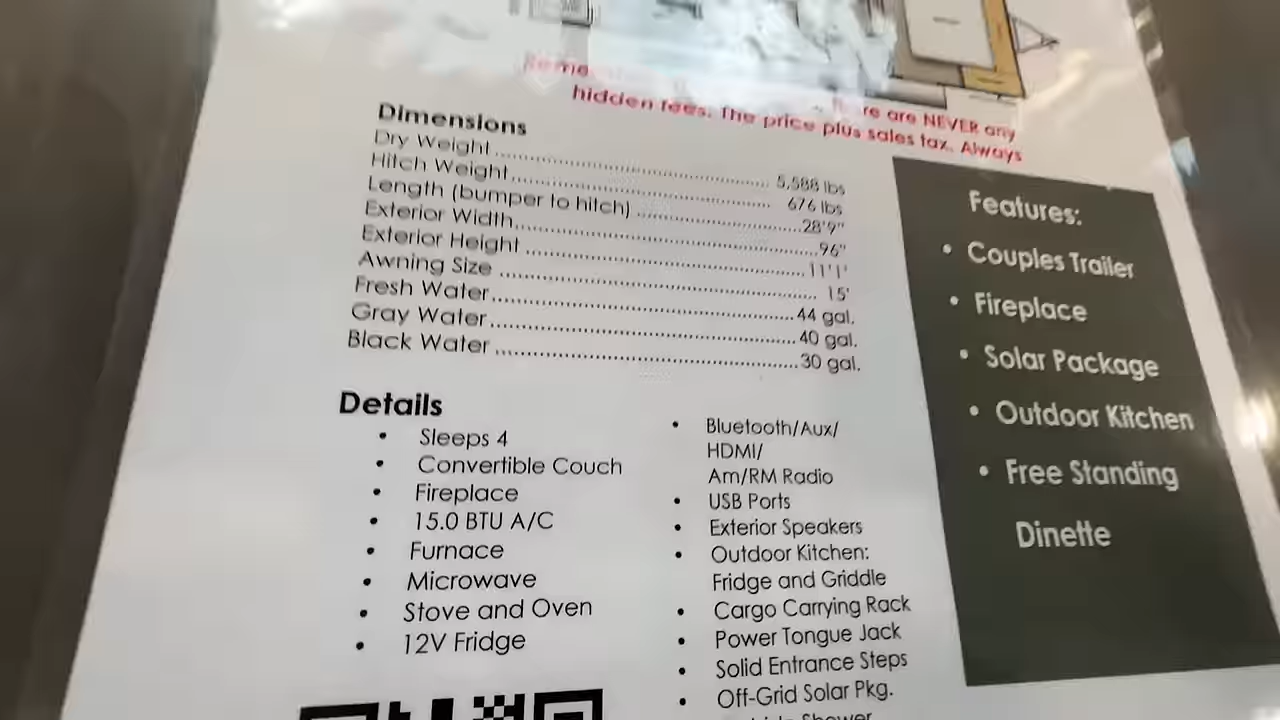 hidden fees. The price plus sales tax. Always
are NEVER any
Dimensions
Dry Weight 5,588 lbs
Hitch Weight 676 lbs
Length (bumper to hitch) 28'9"
Exterior Width 96"
Exterior Height 11'1'
Awning Size 15'
Fresh Water 44 gal.
Gray Water 40 gal.
Black Water 30 gal.
Details
• Sleeps 4
• Convertible Couch
• Fireplace
• 15.0 BTU A/C
• Furnace
• Microwave
• Stove and Oven
• 12V Fridge
• Bluetooth/Aux/
HDMI/
Am/RM Radio
• USB Ports
• Exterior Speakers
• Outdoor Kitchen:
Fridge and Griddle
• Cargo Carrying Rack
• Power Tongue Jack
• Solid Entrance Steps
• Off-Grid Solar Pkg.
Shower
Features:
• Couples Trailer
• Fireplace
• Solar Package
• Outdoor Kitchen
• Free Standing
Dinette